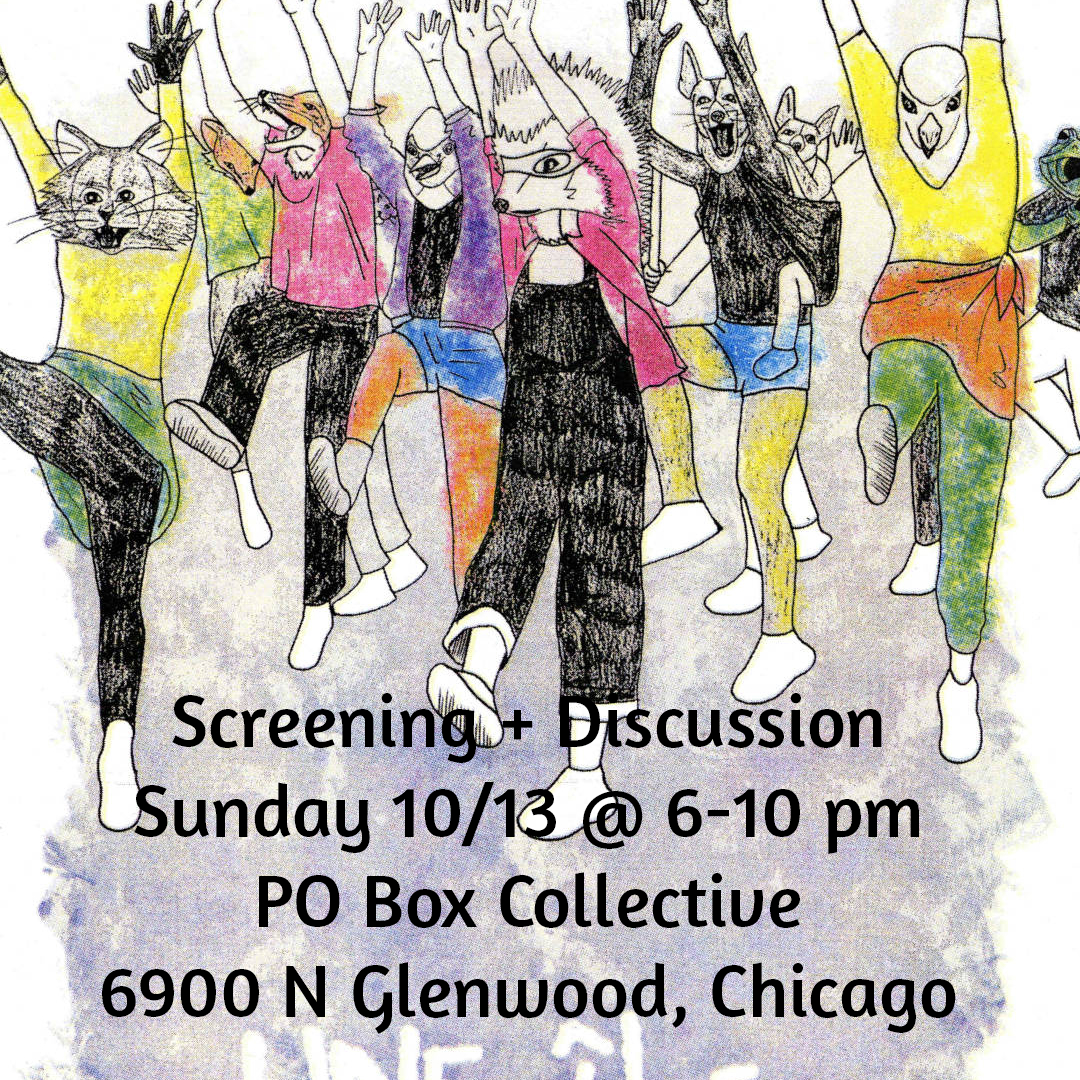 Screening + Discussion
Sunday 10/13 @ 6-10 pm
PO Box Collective
6900 N Glenwood, Chicago